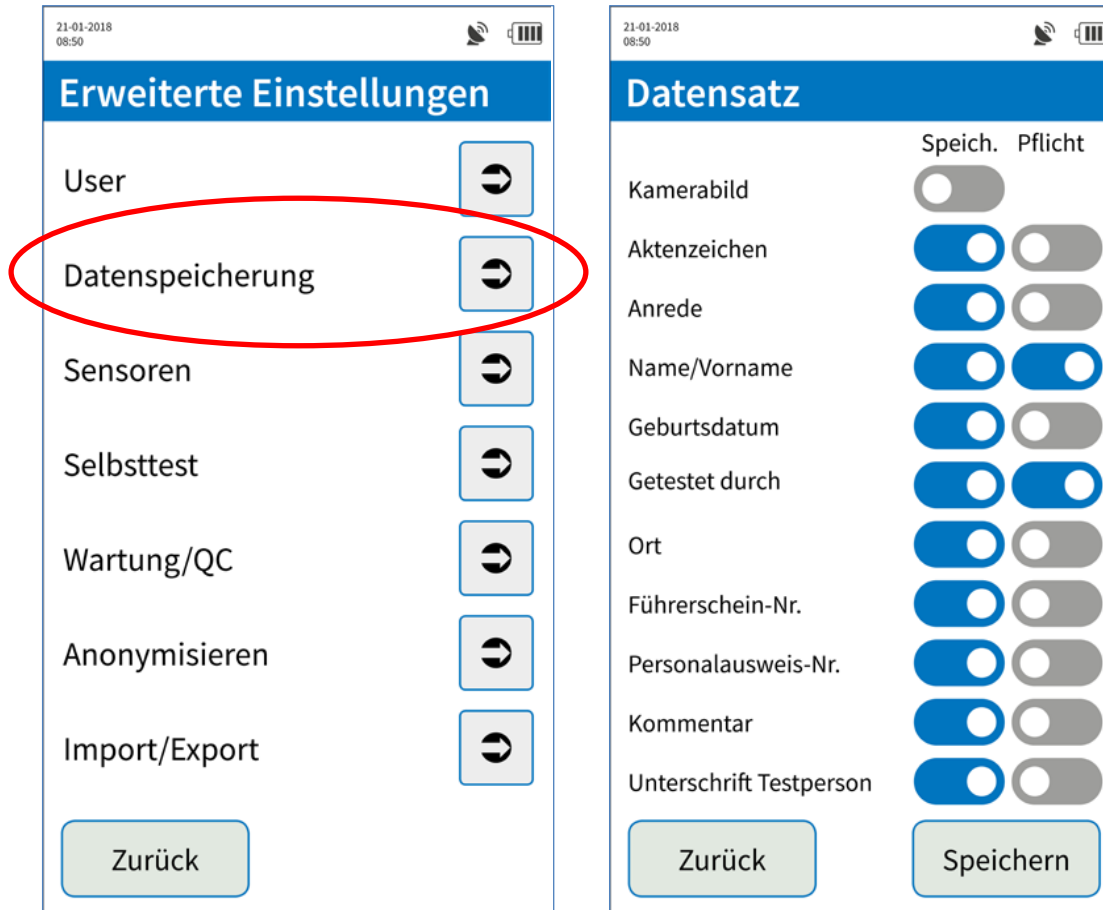 21-01-2018
08:50
Erweiterte Einstellungen
User
Datenspeicherung
Sensoren
Selbsttest
Wartung/QC
Anonymisieren
Import/Export
Zurück
21-01-2018
08:50
Datensatz
Speich. Pflicht
Kamerabild
Aktenzeichen
Anrede
Name/Vorname
Geburtsdatum
Getestet durch
Ort
Führerschein-Nr.
Personalausweis-Nr.
Kommentar
Unterschrift Testperson
Zurück Speichern